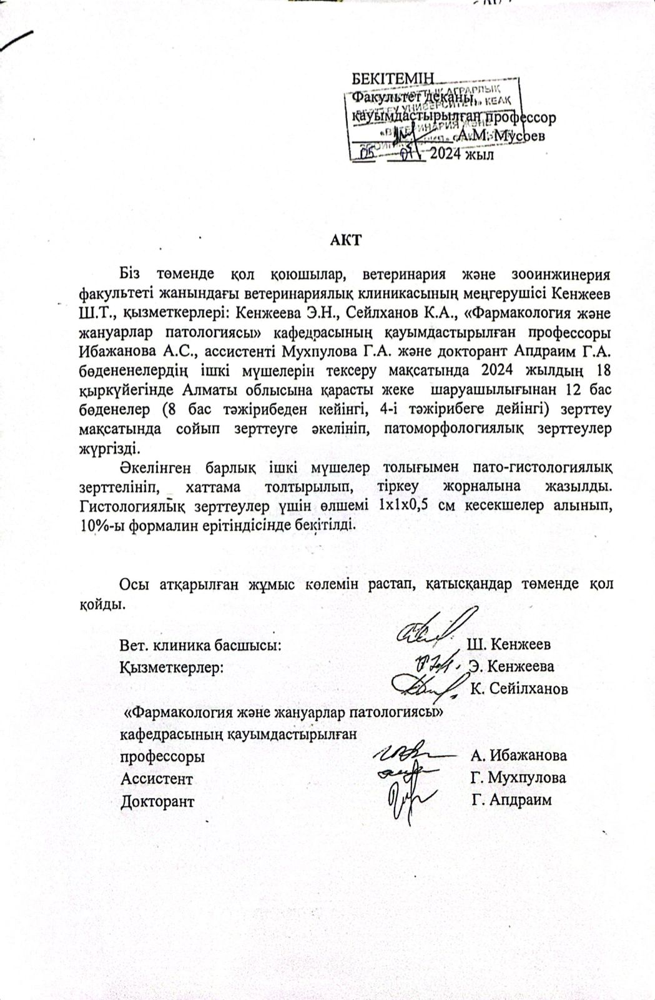 БЕКІТЕМІН
Факультет деканы,
қауымдастырылған профессор
А.М. Мусоев
05 2024 жыл
АКТ
Біз төменде қол қоюшылар, ветеринария және зооинжинерия
факультеті жанындағы ветеринариялық клиникасының меңгерушісі Кенжеев
Ш.Т., қызметкерлері: Кенжеева Э.Н., Сейлханов К.А., «Фармакология және
жануарлар патологиясы» кафедрасының қауымдастырылған профессоры
Ибажанова А.С., ассистенті Мухпулова Г.А. және докторант Апдраим Г.А.
бөдененелердің ішкі мүшелерін тексеру мақсатында 2024 жылдың 18
қыркүйегінде Алматы облысына қарасты жеке шаруашылығынан 12 бас
бөденелер (8 бас тәжірибеден кейінгі, 4-і тәжірибеге дейінгі) зерттеу
мақсатында сойып зерттеуге әкелініп, патоморфологиялық зерттеулер
жүргізді.
Әкелінген барлық ішкі мүшелер толығымен пато-гистологиялық
зерттелініп, хаттама толтырылып, тіркеу жорналына жазылды.
Гистологиялық зерттеулер үшін өлшемі 1х1х0,5 см кесекшелер алынып,
10%-ы формалин ерітіндісінде бекітілді.
Осы атқарылған жұмыс көлемін растап, қатысқандар төменде қол
қойды.
Вет. клиника басшысы: Ш. Кенжеев
Қызметкерлер: Э. Кенжеева
К. Сейілханов
«Фармакология және жануарлар патологиясы»
кафедрасының қауымдастырылған
профессоры А. Ибажанова
Ассистент Г. Мухпулова
Докторант Г. Апдраим